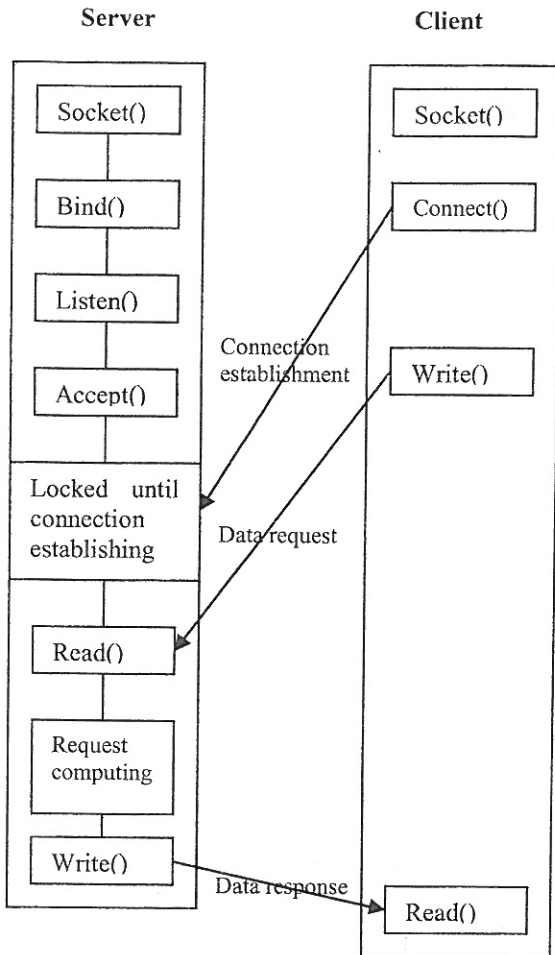 Server
Client
Socket()
Bind()
Listen()
Accept()
Locked until
connection
establishing
Read()
Request
computing
Write()
Connection
establishment
Data request
Data response
Socket()
Connect()
Write()
Read()